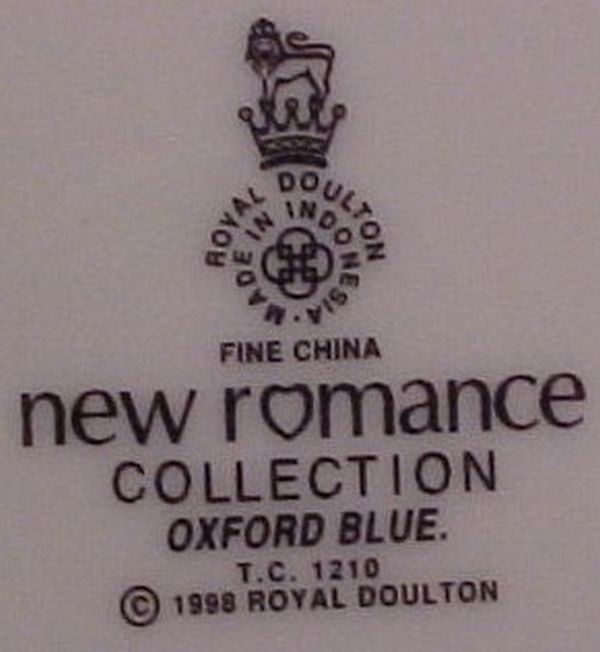 ROYAL DOULTON
MADE IN INDONESIA
FINE CHINA
new romance
COLLECTION
OXFORD BLUE.
T.C. 1210
© 1998 ROYAL DOULTON